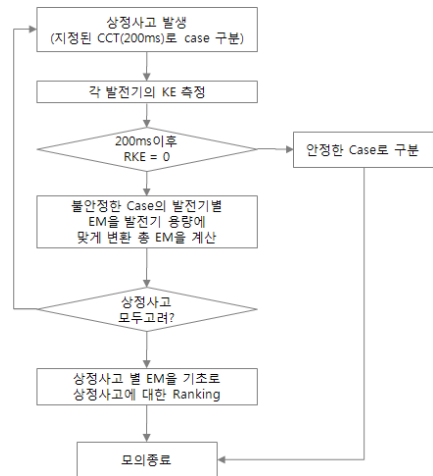 상정사고 발생
(지정된 CCT(200ms)로 case 구분)
각 발전기의 KE 측정
200ms이후
RKE = 0
안정한 Case로 구분
불안정한 Case의 발전기별
EM을 발전기 용량에
맞게 변환 총 EM을 계산
상정사고
모두고려?
상정사고 별 EM을 기초로
상정사고에 대한 Ranking
모의종료